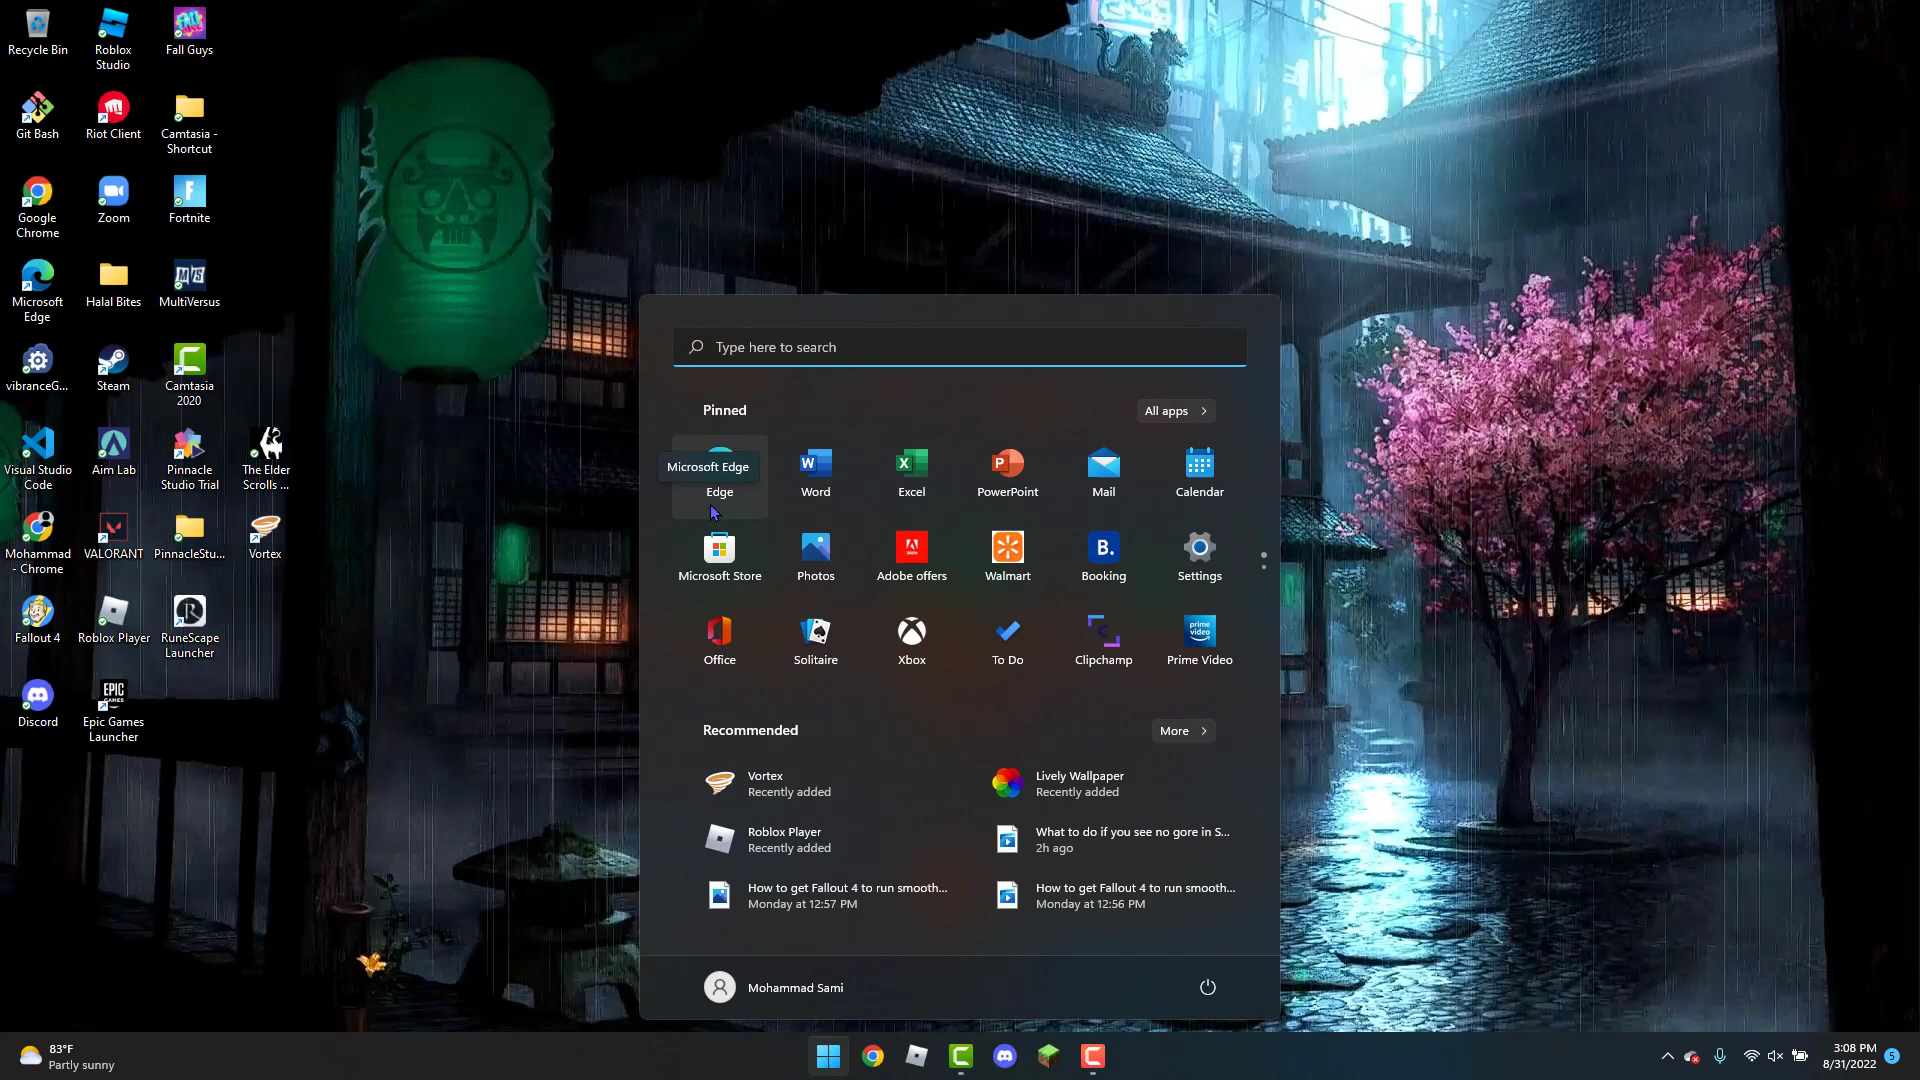 Recycle Bin
Roblox
Studio
Fall Guys
Git Bash
Riot Client
Camtasia -
Shortcut
Google
Chrome
Zoom
Fortnite
Microsoft
Edge
Halal Bites
MultiVersus
vibranceG...
Steam
Camtasia
2020
Visual Studio
Code
Aim Lab
Pinnacle
Studio Trial
The Elder
Scrolls ...
Mohammad
- Chrome
VALORANT
PinnacleStu...
Vortex
Fallout 4
Roblox Player
RuneScape
Launcher
Discord
EPIC
GAMES
Epic Games
Launcher
Type here to search
Pinned
All apps
Microsoft Edge
Edge
Word
Excel
PowerPoint
Mail
Calendar
Microsoft Store
Photos
Adobe offers
Walmart
B.
Booking
Settings
Office
Solitaire
Xbox
To Do
Clipchamp
prime
video
Prime Video
Recommended
More
Vortex
Recently added
Lively Wallpaper
Recently added
Roblox Player
Recently added
What to do if you see no gore in S...
2h ago
How to get Fallout 4 to run smooth...
Monday at 12:57 PM
How to get Fallout 4 to run smooth...
Monday at 12:56 PM
Mohammad Sami
83°F
Partly sunny
3:08 PM
8/31/2022
5